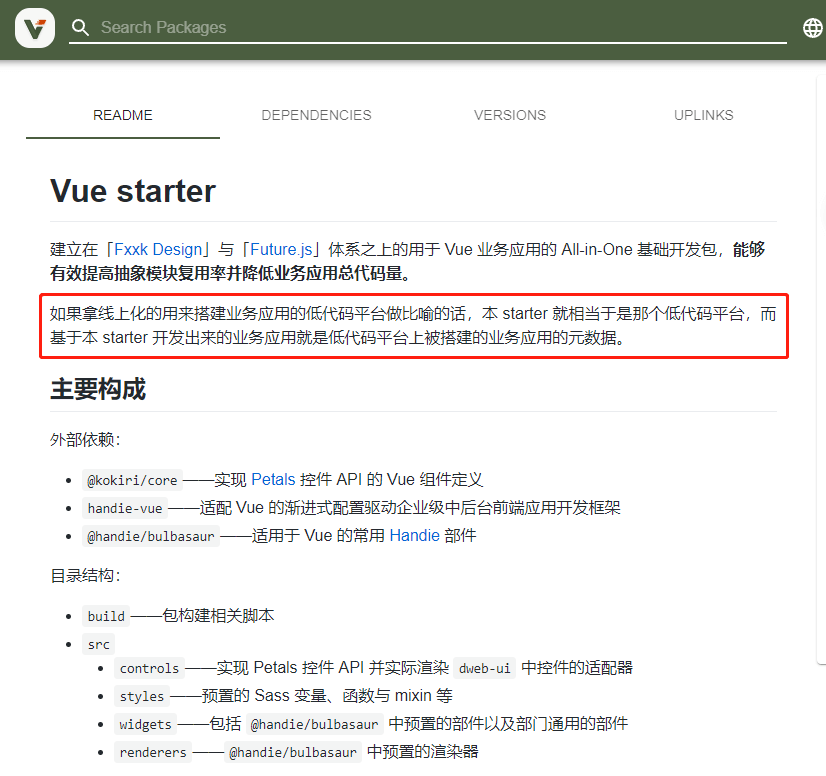 Search Packages
README DEPENDENCIES VERSIONS UPLINKS
Vue starter
建立在「Fxxk Design」与「Future.js」体系之上的用于 Vue 业务应用的 All-in-One 基础开发包，能够
有效提高抽象模块复用率并降低业务应用总代码量。
如果拿线上化的用来搭建业务应用的低代码平台做比喻的话，本 starter 就相当于是那个低代码平台，而
基于本 starter 开发出来的业务应用就是低代码平台上被搭建的业务应用的元数据。
主要构成
外部依赖：
@kokiri/core ——实现 Petals 控件 API 的 Vue 组件定义
handie-vue ——适配 Vue 的渐进式配置驱动企业级中后台前端应用开发框架
@handie/bulbasaur ——适用于 Vue 的常用 Handie 部件
目录结构：
build ——包构建相关脚本
src
controls ——实现 Petals 控件 API 并实际渲染 dweb-ui 中控件的适配器
styles ——预置的 Sass 变量、函数与 mixin 等
widgets ——包括 @handie/bulbasaur 中预置的部件以及部门通用的部件
renderers —— @handie/bulbasaur 中预置的渲染器